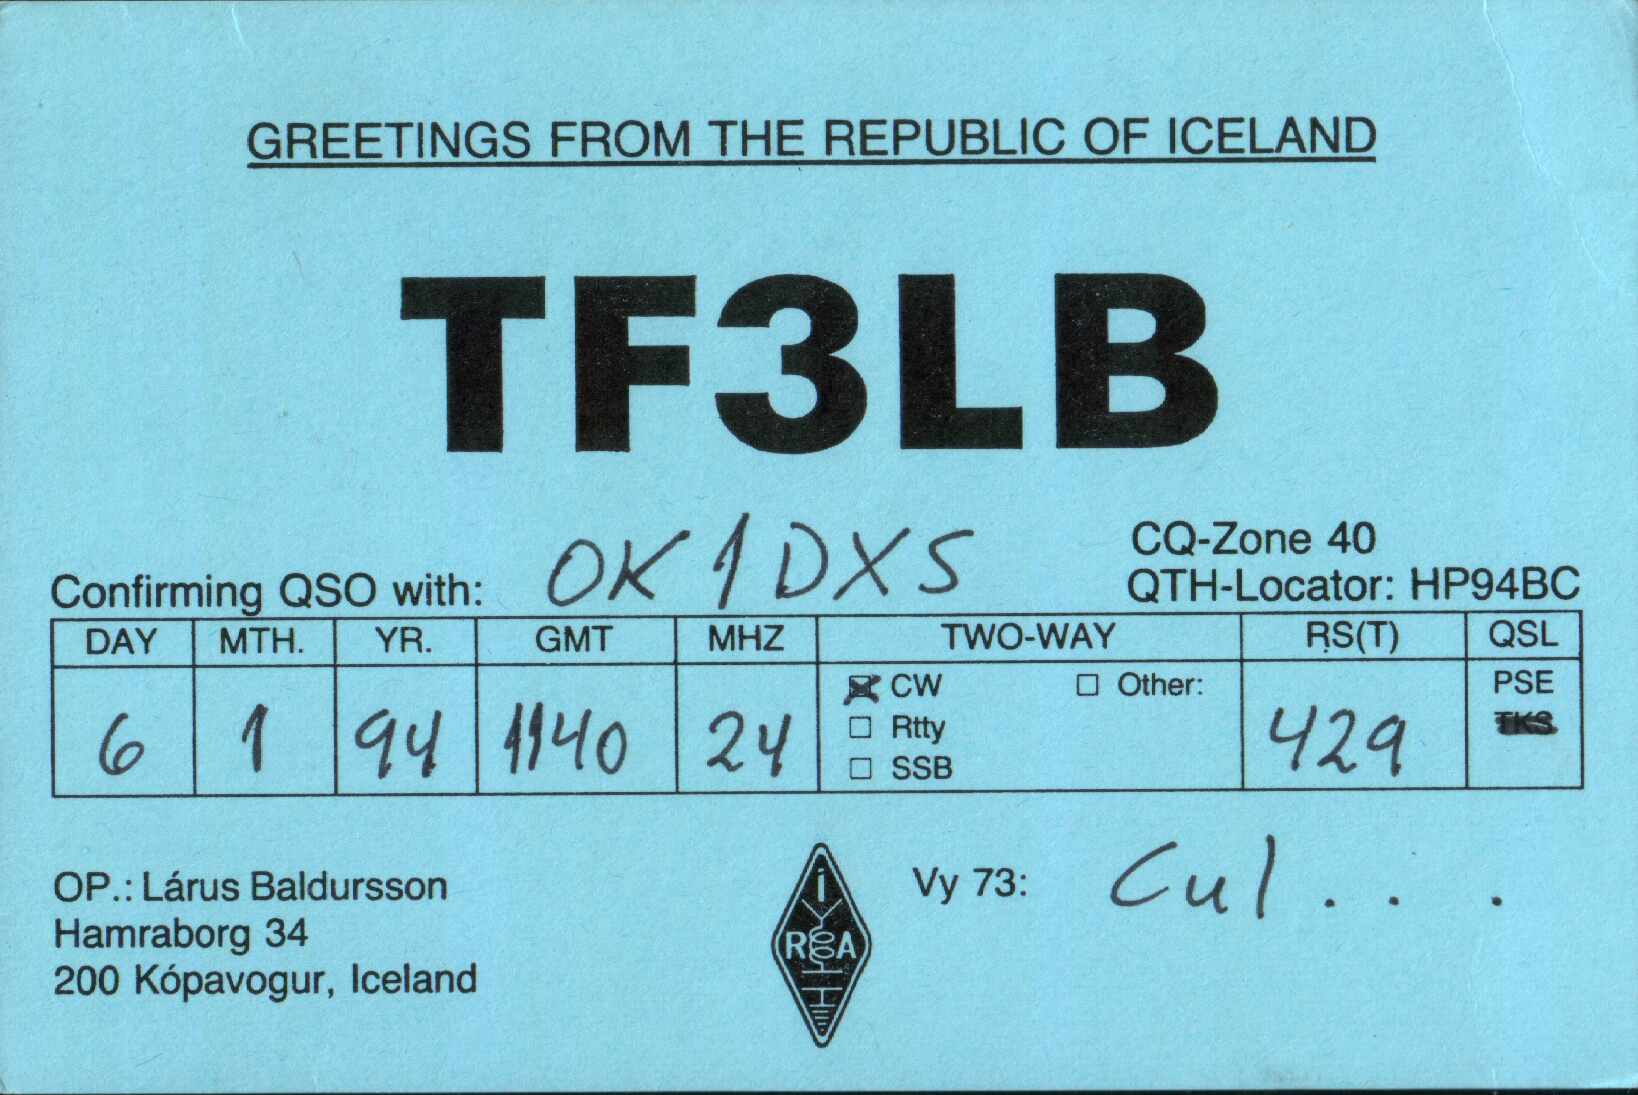 GREETINGS FROM THE REPUBLIC OF ICELAND
TF3LB
Confirming QSO with: OK1DXS
CQ-Zone 40
QTH-Locator: HP94BC
DAY MTH. YR. GMT MHZ TWO-WAY RS(T) QSL
6 1 94 1140 24 CW Other: 429 PSE
Rtty TKS
SSB
OP.: Lárus Baldursson
Hamraborg 34
200 Kópavogur, Iceland
Í
R A
Vy 73: Cul . . .